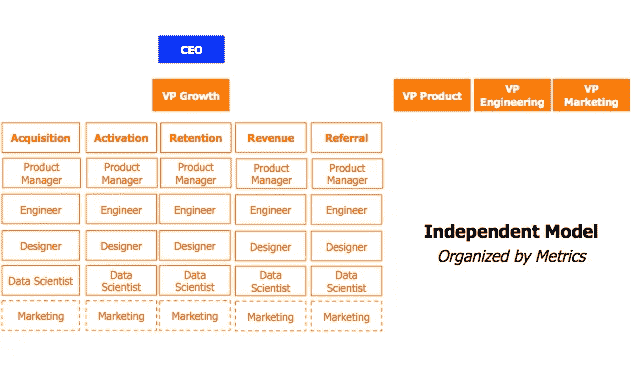 CEO
VP Growth
VP Product
VP
Engineering
VP
Marketing
Acquisition
Activation
Retention
Revenue
Referral
Product
Manager
Product
Manager
Product
Manager
Product
Manager
Product
Manager
Engineer
Engineer
Engineer
Engineer
Engineer
Designer
Designer
Designer
Designer
Designer
Data Scientist
Data
Scientist
Data
Scientist
Data
Scientist
Data
Scientist
Marketing
Marketing
Marketing
Marketing
Marketing
Independent Model
Organized by Metrics